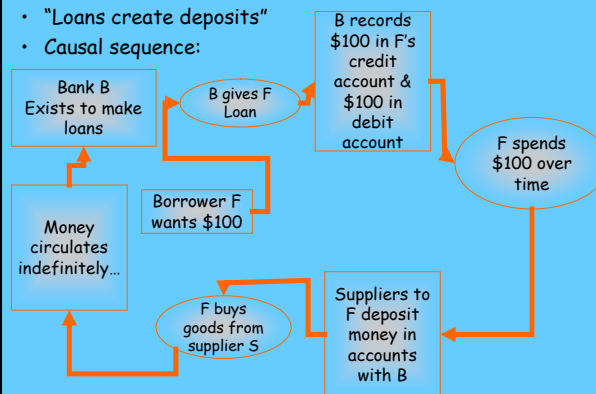 • “Loans create deposits”
• Causal sequence:
Bank B
Exists to make
loans
B gives F
Loan
B records
$100 in F’s
credit
account &
$100 in
debit
account
F spends
$100 over
time
Borrower F
wants $100
Money
circulates
indefinitely…
F buys
goods from
supplier S
Suppliers to
F deposit
money in
accounts
with B